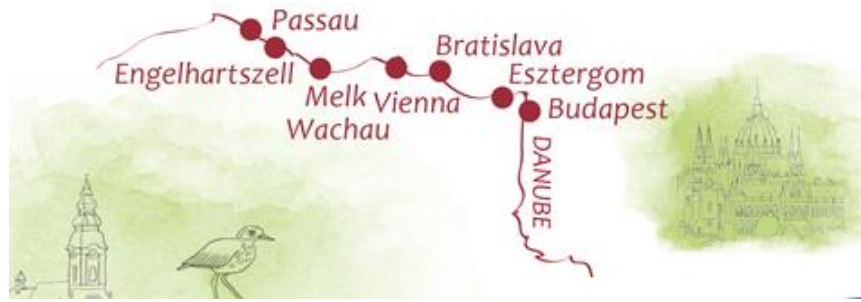 Passau
Engelhartszell
Melk
Wachau
Vienna
Bratislava
Esztergom
Budapest
DANUBE